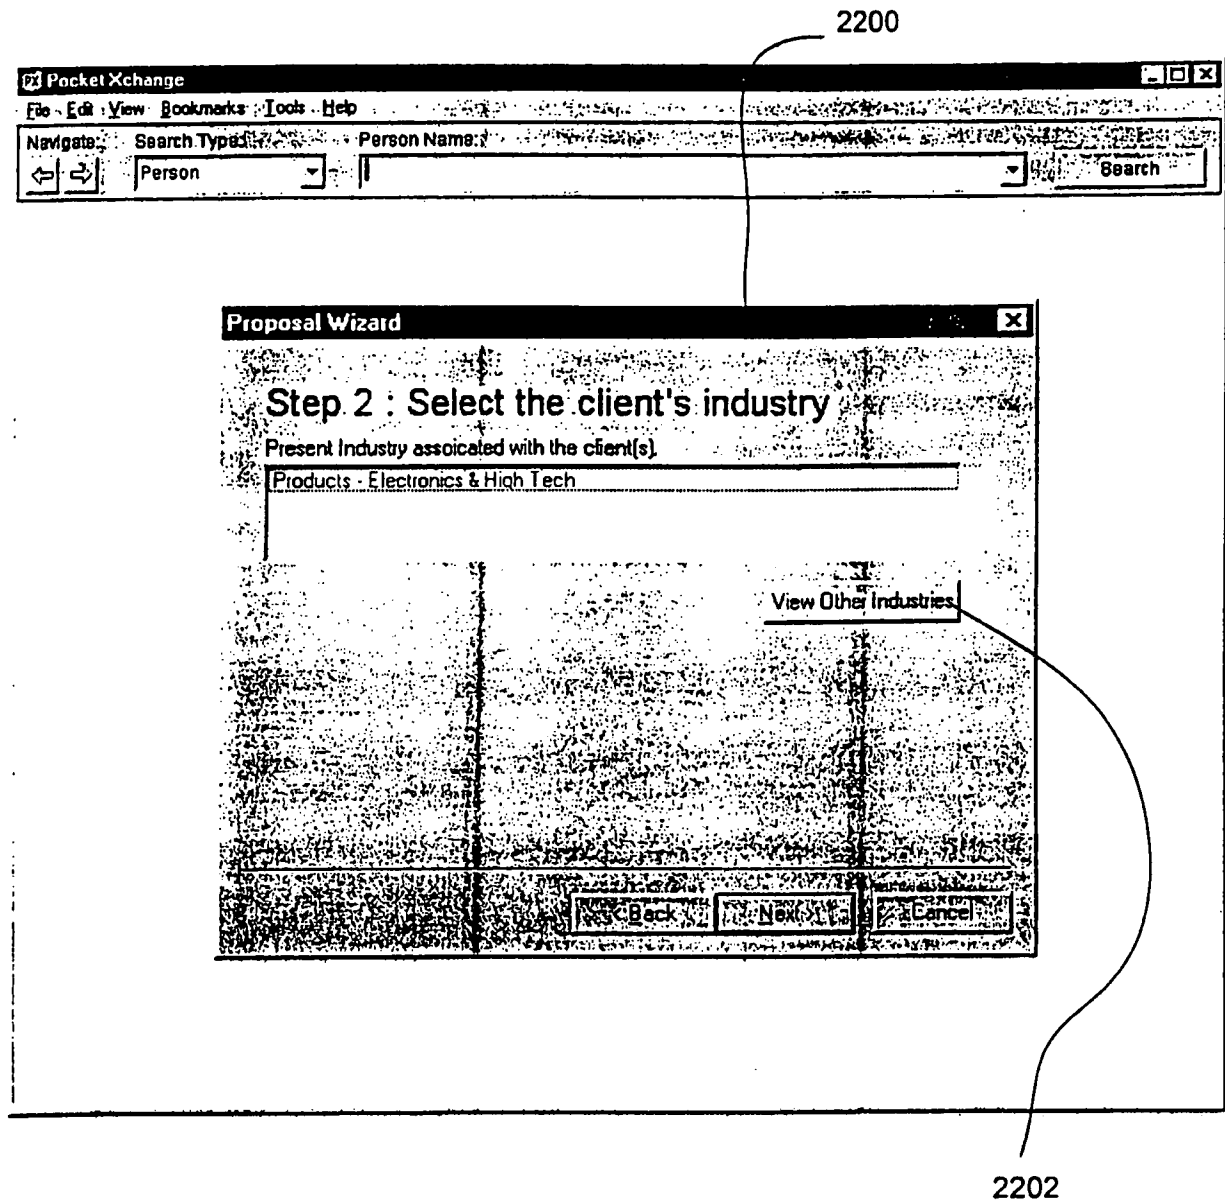 2200
PX Pocket Xchange
File Edit View Bookmarks Tools Help
Navigate: Search Type: Person Name:
Person Search
Proposal Wizard
Step 2 : Select the client's industry
Present Industry assoicated with the client(s).
Products - Electronics & High Tech
View Other Industries
< Back Next > Cancel
2202